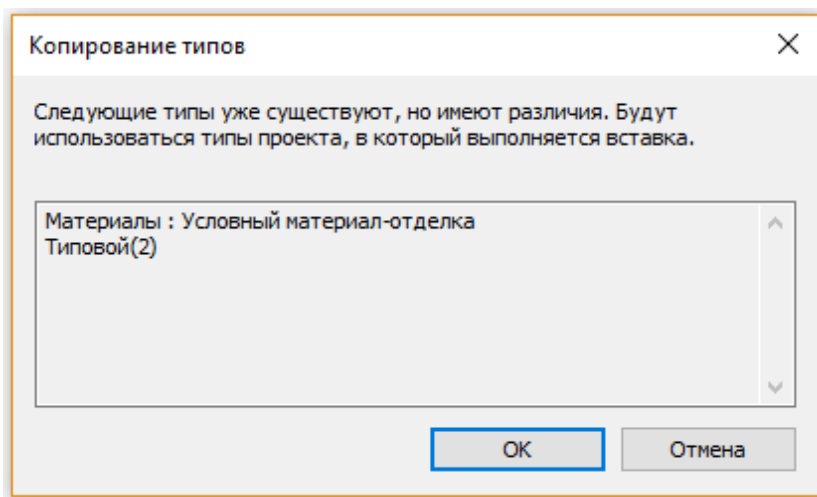 Копирование типов
Следующие типы уже существуют, но имеют различия. Будут
использоваться типы проекта, в который выполняется вставка.
Материалы : Условный материал-отделка
Типовой(2)
ОК
Отмена